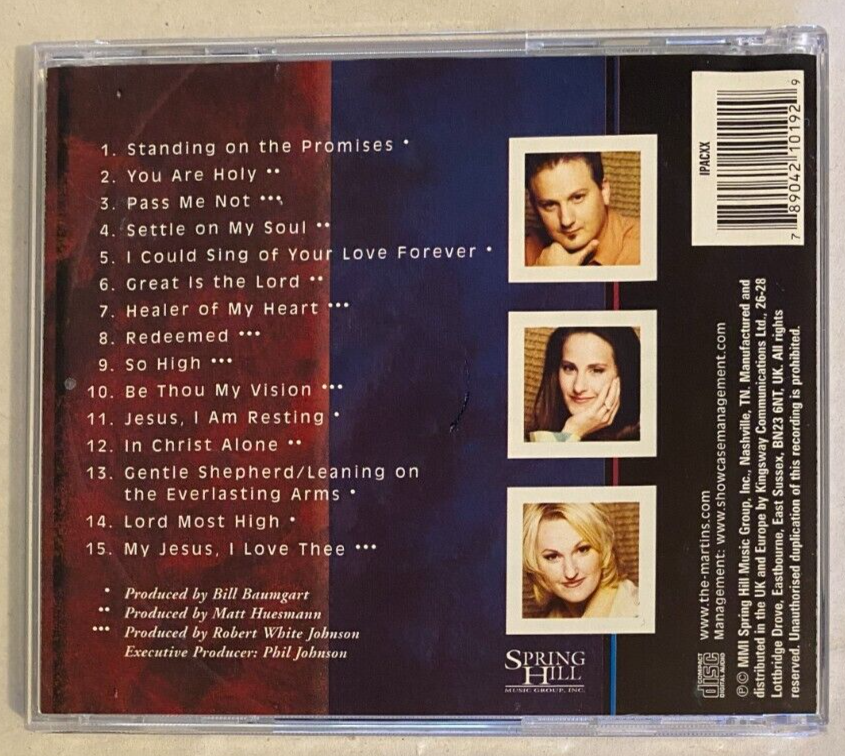 1. Standing on the Promises •
2. You Are Holy ••
3. Pass Me Not •••
4. Settle on My Soul ••
5. I Could Sing of Your Love Forever •
6. Great Is the Lord ••
7. Healer of My Heart •••
8. Redeemed •••
9. So High •••
10. Be Thou My Vision •••
11. Jesus, I Am Resting •
12. In Christ Alone ••
13. Gentle Shepherd/Leaning on
the Everlasting Arms •
14. Lord Most High •
15. My Jesus, I Love Thee •••
• Produced by Bill Baumgart
•• Produced by Matt Huesmann
••• Produced by Robert White Johnson
Executive Producer: Phil Johnson
SPRING
HILL
MUSIC GROUP, INC.
IPACXX
7 89042 10192 9
www.the-martins.com
Management: www.showcasemanagement.com
COMPACT
disc
DIGITAL AUDIO
℗ © MMI Spring Hill Music Group, Inc., Nashville, TN. Manufactured and
distributed in the UK and Europe by Kingsway Communications Ltd., 26-28
Lottbridge Drove, Eastbourne, East Sussex, BN23 6NT, UK. All rights
reserved. Unauthorised duplication of this recording is prohibited.